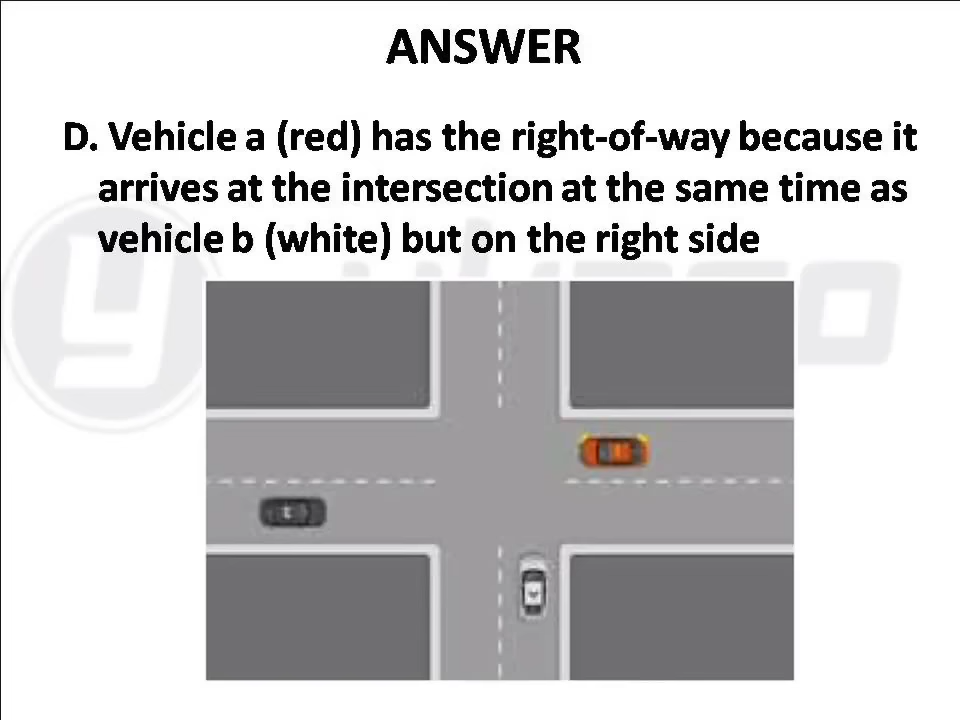 ANSWER
D. Vehicle a (red) has the right-of-way because it
arrives at the intersection at the same time as
vehicle b (white) but on the right side